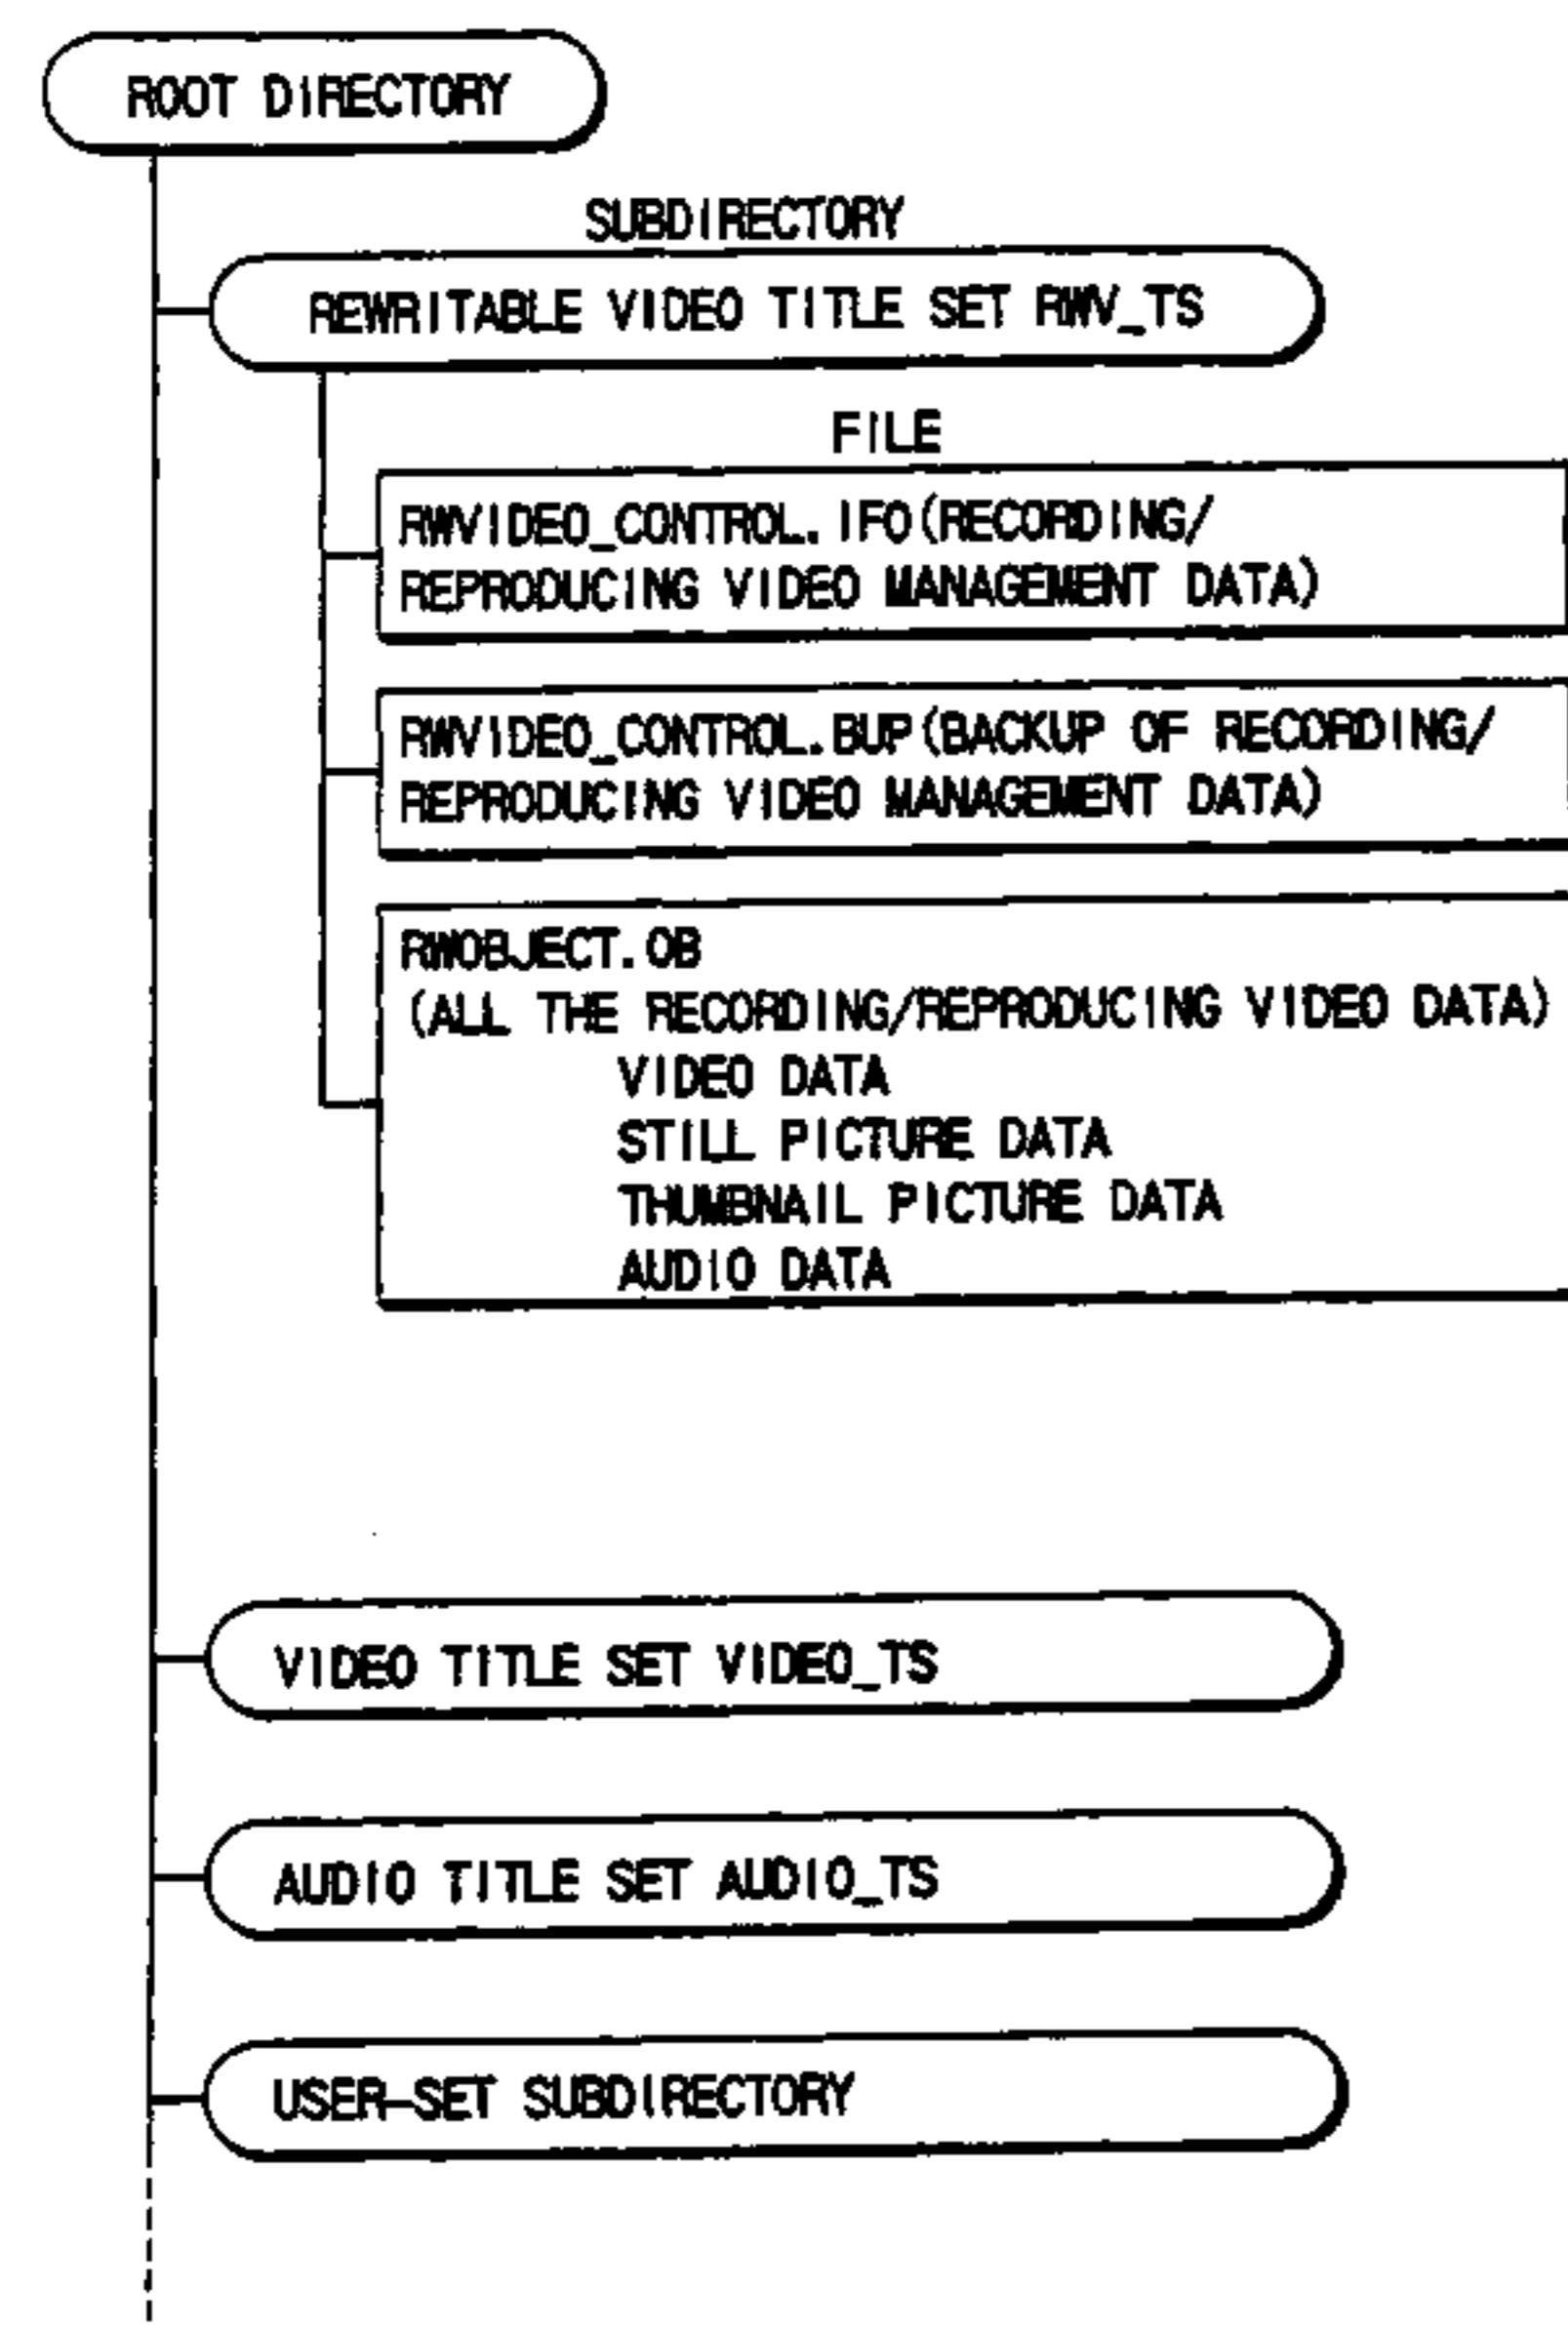 ROOT DIRECTORY
SUBDIRECTORY
REWRITABLE VIDEO TITLE SET RWV_TS
FILE
RWVIDEO_CONTROL.IFO(RECORDING/
REPRODUCING VIDEO MANAGEMENT DATA)
RWVIDEO_CONTROL.BUP(BACKUP OF RECORDING/
REPRODUCING VIDEO MANAGEMENT DATA)
RWOBJECT.OB
(ALL THE RECORDING/REPRODUCING VIDEO DATA)
VIDEO DATA
STILL PICTURE DATA
THUMBNAIL PICTURE DATA
AUDIO DATA
VIDEO TITLE SET VIDEO_TS
AUDIO TITLE SET AUDIO_TS
USER-SET SUBDIRECTORY